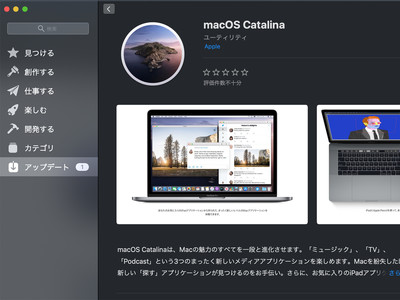 検索
見つける
創作する
仕事する
楽しむ
開発する
カテゴリ
アップデート
1
macOS Catalina
ユーティリティ
Apple
評価件数不十分
macOS Catalinaは、Macの魅力のすべてを一段と進化させます。「ミュージック」、「TV」、
「Podcast」という3つのまったく新しいメディアアプリケーションを楽しめます。Macを紛失した
新しい「探す」アプリケーションが見つけるのをお手伝い。さらに、お気に入りのiPadアプリ